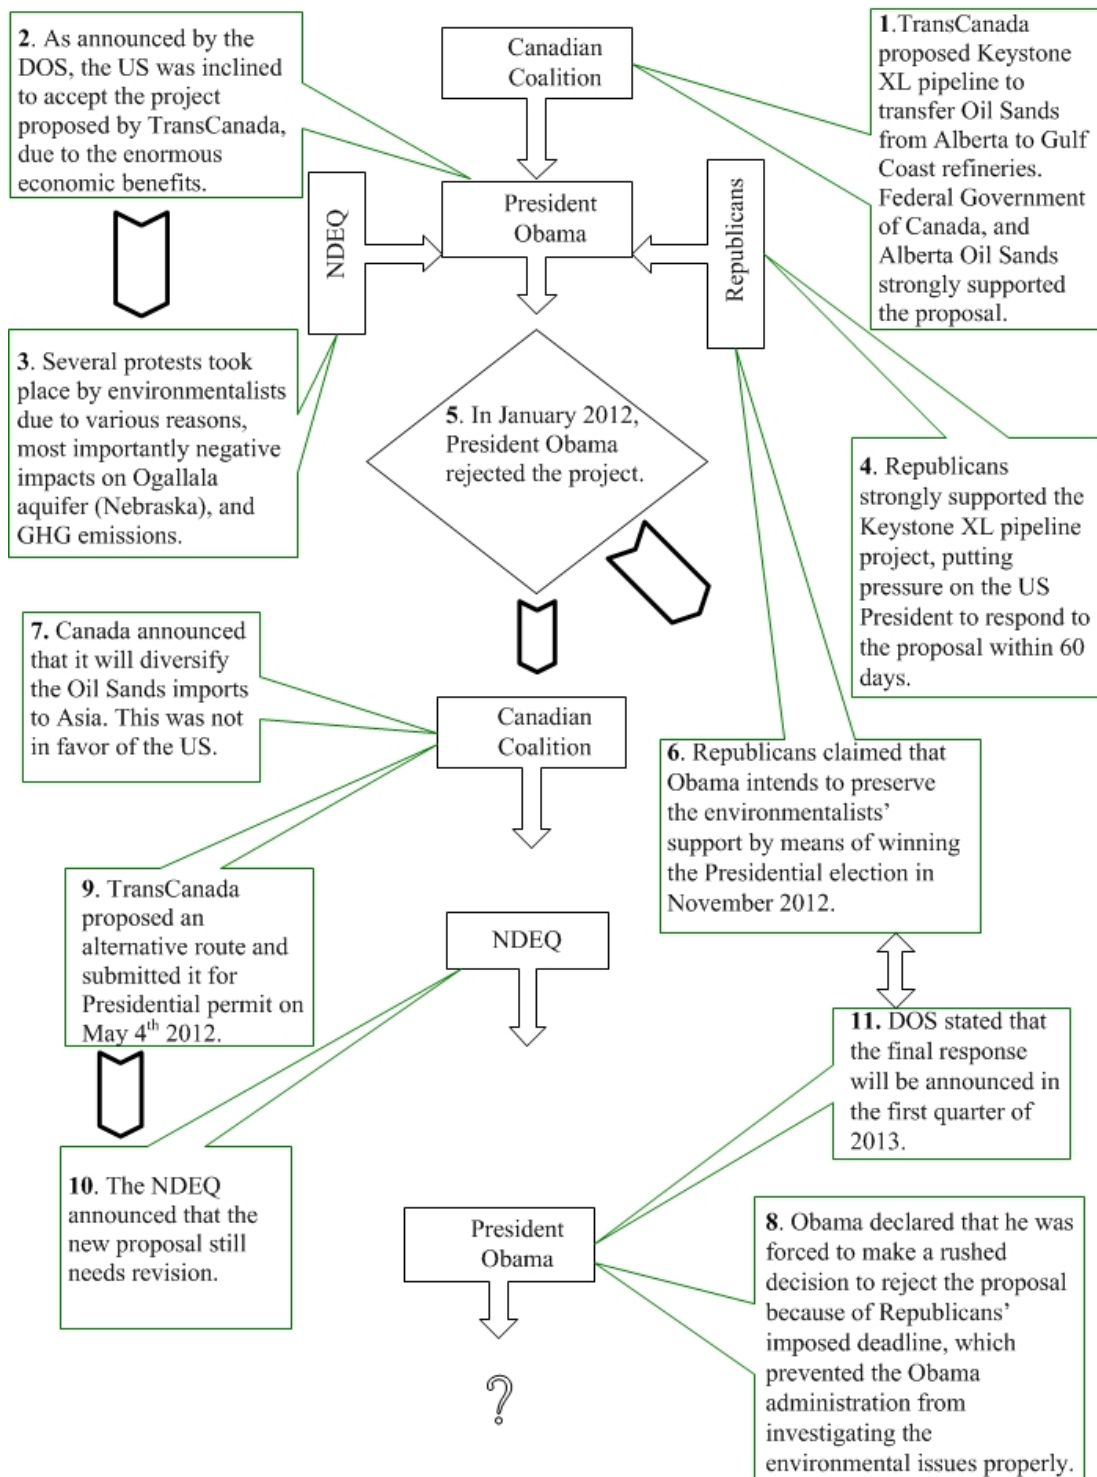 Canadian
Coalition
1.TransCanada
proposed Keystone
XL pipeline to
transfer Oil Sands
from Alberta to Gulf
Coast refineries.
Federal Government
of Canada, and
Alberta Oil Sands
strongly supported
the proposal.
2. As announced by the
DOS, the US was inclined
to accept the project
proposed by TransCanada,
due to the enormous
economic benefits.
President
Obama
NDEQ
Republicans
3. Several protests took
place by environmentalists
due to various reasons,
most importantly negative
impacts on Ogallala
aquifer (Nebraska), and
GHG emissions.
4. Republicans
strongly supported the
Keystone XL pipeline
project, putting
pressure on the US
President to respond to
the proposal within 60
days.
5. In January 2012,
President Obama
rejected the project.
6. Republicans claimed that
Obama intends to preserve
the environmentalists’
support by means of winning
the Presidential election in
November 2012.
7. Canada announced
that it will diversify
the Oil Sands imports
to Asia. This was not
in favor of the US.
Canadian
Coalition
9. TransCanada
proposed an
alternative route and
submitted it for
Presidential permit on
May 4th 2012.
NDEQ
10. The NDEQ
announced that the
new proposal still
needs revision.
11. DOS stated that
the final response
will be announced in
the first quarter of
2013.
President
Obama
8. Obama declared that he was
forced to make a rushed
decision to reject the proposal
because of Republicans’
imposed deadline, which
prevented the Obama
administration from
investigating the
environmental issues properly.
?